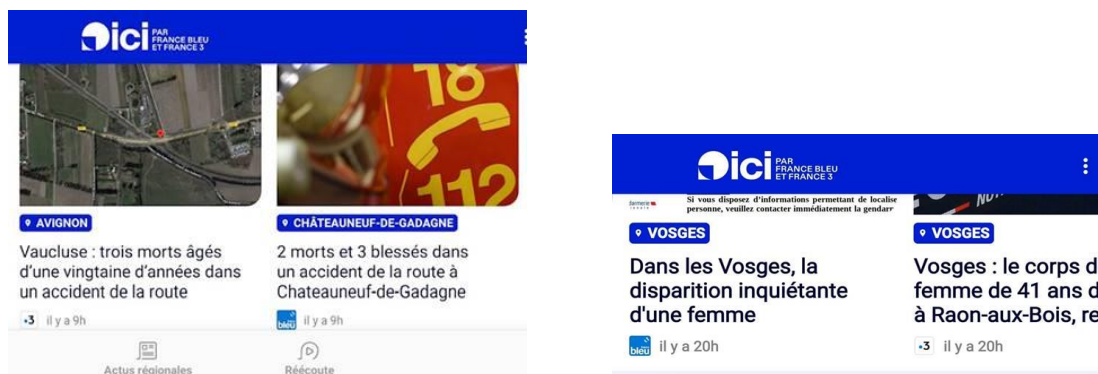 ici PAR
FRANCE BLEU
ET FRANCE 3
18
112
AVIGNON
Vaucluse : trois morts âgés
d'une vingtaine d'années dans
un accident de la route
·3 il y a 9h
CHÂTEAUNEUF-DE-GADAGNE
2 morts et 3 blessés dans
un accident de la route à
Chateauneuf-de-Gadagne
bleu il y a 9h
Actus régionales
Réécoute
ici PAR
FRANCE BLEU
ET FRANCE 3
Si vous disposez d'informations permettant de localise
personne, veuillez contacter immédiatement la gendarr
VOSGES
Dans les Vosges, la
disparition inquiétante
d'une femme
bleu il y a 20h
VOSGES
Vosges : le corps d
femme de 41 ans d
à Raon-aux-Bois, re
·3 il y a 20h